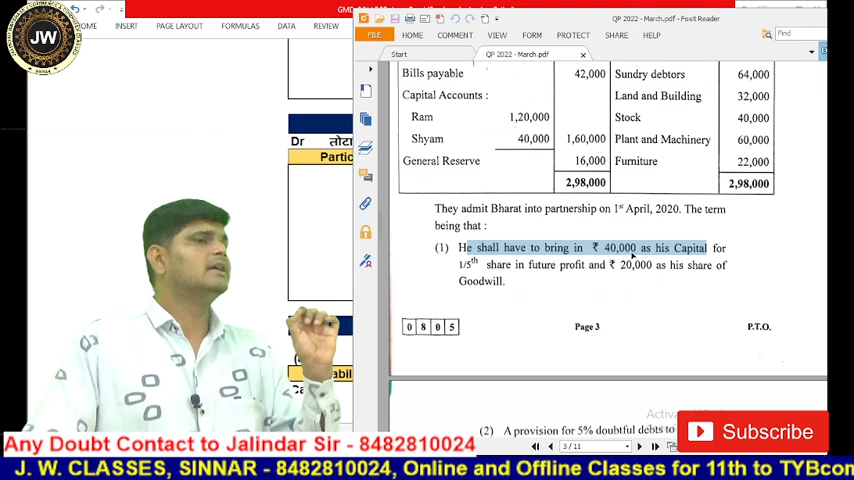 JW
HOME
INSERT
PAGE LAYOUT
FORMULAS
DATA
REVIEW
QP 2022 - March.pdf - Foxit Reader
FILE
HOME
COMMENT
VIEW
FORM
PROTECT
SHARE
HELP
Find
Start
QP 2022 - March.pdf
Dr
तोटा
Partic
Bills payable 42,000 Sundry debtors 64,000
Capital Accounts : Land and Building 32,000
Ram 1,20,000 Stock 40,000
Shyam 40,000 1,60,000 Plant and Machinery 60,000
General Reserve 16,000 Furniture 22,000
2,98,000 2,98,000
They admit Bharat into partnership on 1st April, 2020. The term
being that :
(1) He shall have to bring in ₹ 40,000 as his Capital for
1/5th share in future profit and ₹ 20,000 as his share of
Goodwill.
0 8 0 5 Page 3 P.T.O.
abil
(2) A provision for 5% doubtful debts to
3 / 11
Subscribe
Any Doubt Contact to Jalindar Sir - 8482810024
J. W. CLASSES, SINNAR - 8482810024, Online and Offline Classes for 11th to TYBcom